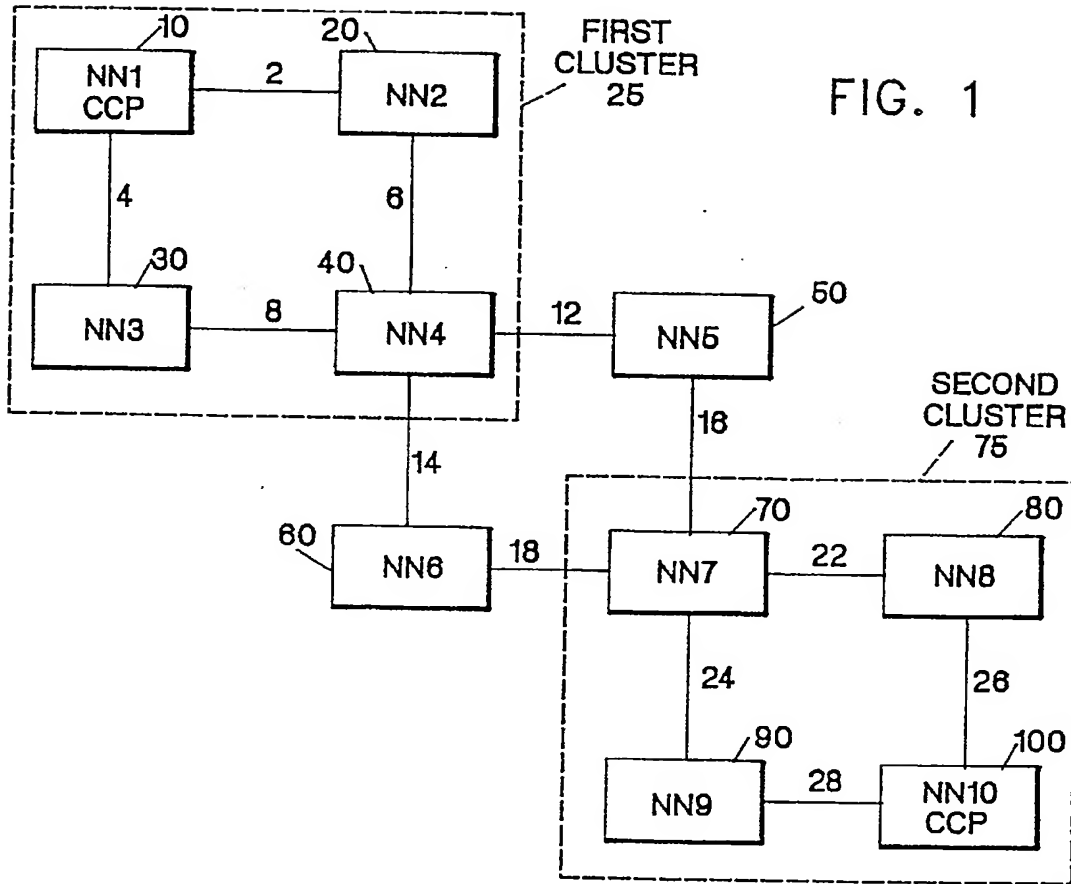 10
20
FIRST
CLUSTER
25
FIG. 1
NN1
CCP
2
NN2
4
6
30
40
50
NN3
8
NN4
12
NN5
SECOND
CLUSTER
75
16
14
60
70
80
NN6
18
NN7
22
NN8
24
26
90
100
NN9
28
NN10
CCP